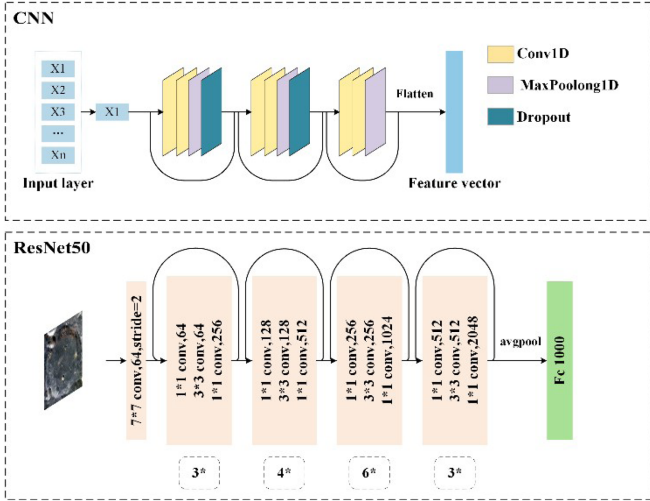 CNN
X1
X2
X3
...
Xn
Input layer
X1
Flatten
Feature vector
Conv1D
MaxPoolong1D
Dropout
ResNet50
7*7 conv,64,stride=2
1*1 conv,64
3*3 conv,64
1*1 conv,256
1*1 conv,128
3*3 conv,128
1*1 conv,512
1*1 conv,256
3*3 conv,256
1*1 conv,1024
1*1 conv,512
3*3 conv,512
1*1 conv,2048
avgpool
Fc 1000
3*
4*
6*
3*